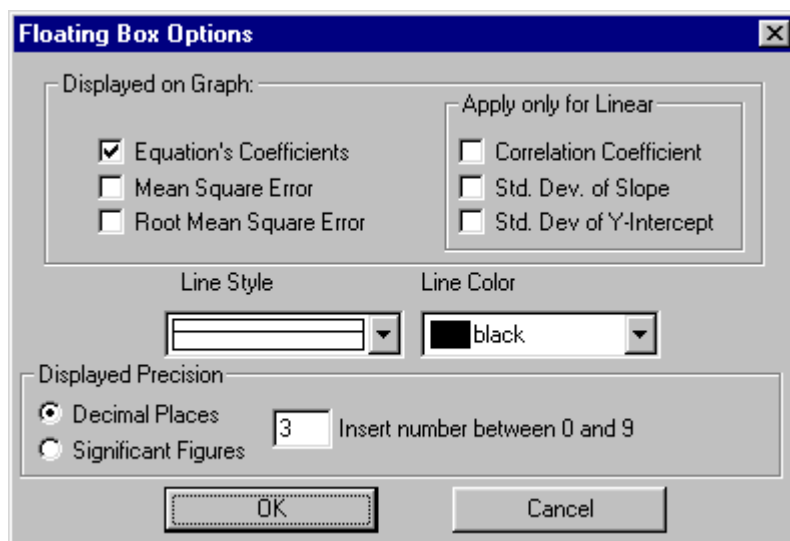 Floating Box Options
Displayed on Graph:
Equation's Coefficients
Mean Square Error
Root Mean Square Error
Apply only for Linear
Correlation Coefficient
Std. Dev. of Slope
Std. Dev of Y-Intercept
Line Style
Line Color
black
Displayed Precision
Decimal Places
Significant Figures
3 Insert number between 0 and 9
OK
Cancel